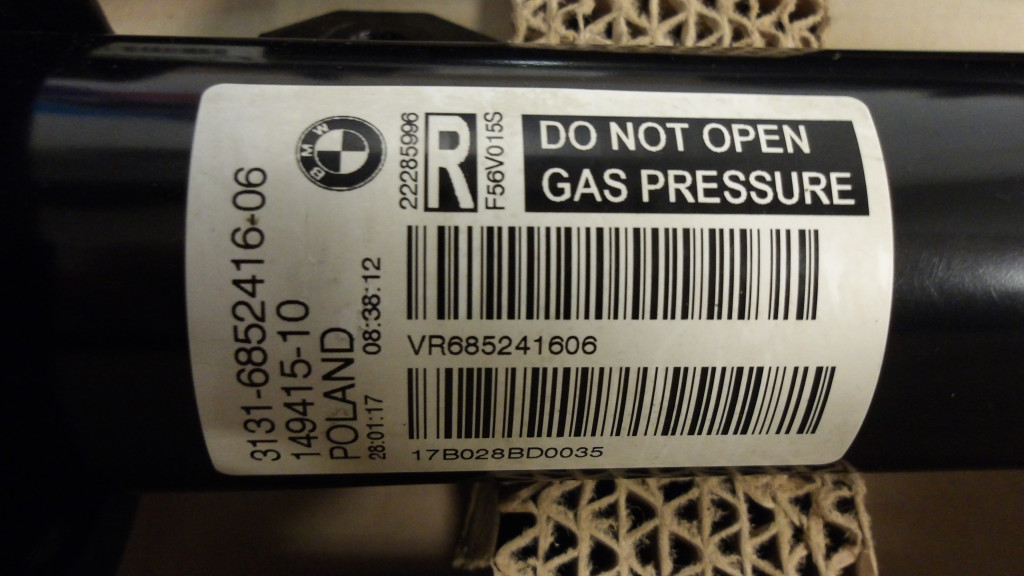 BMW
3131-6852416-06
149415-10
POLAND
28:01:17 08:38:12
22285996
R
F56V015S
DO NOT OPEN
GAS PRESSURE
VR685241606
17B028BD0035